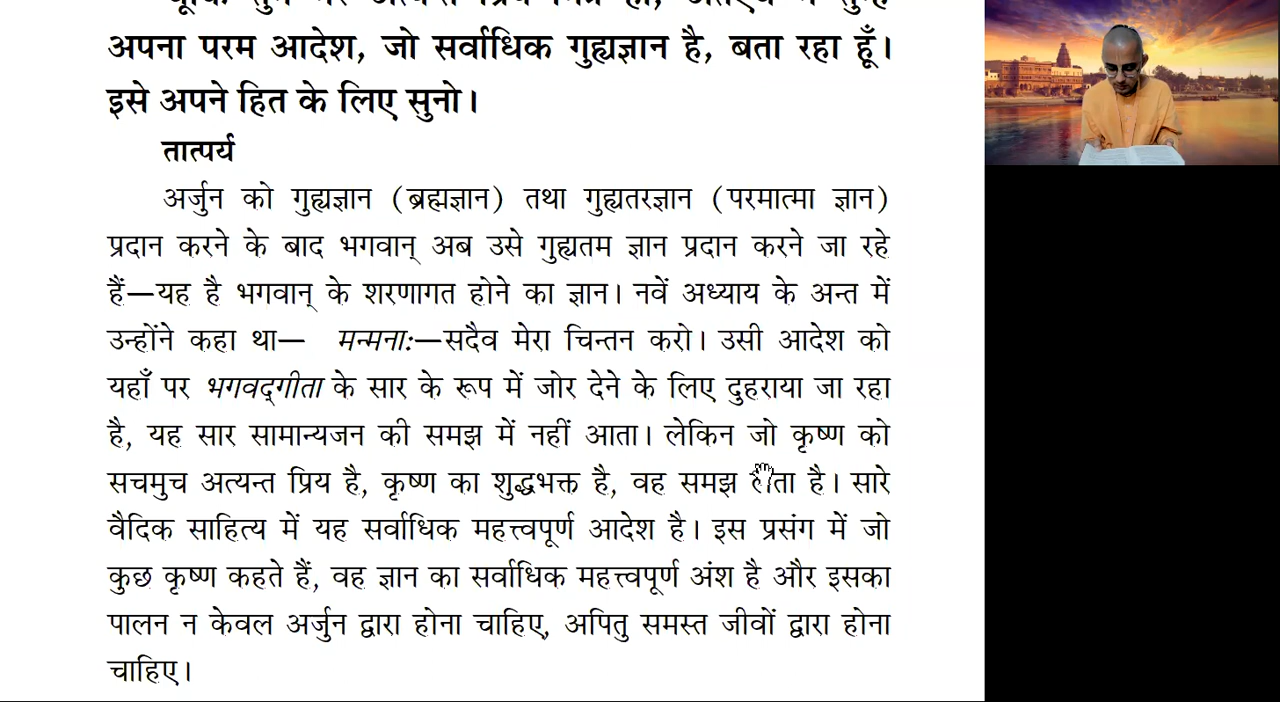 अपना परम आदेश, जो सर्वाधिक गुह्यज्ञान है, बता रहा हूँ।
इसे अपने हित के लिए सुनो।
तात्पर्य
अर्जुन को गुह्यज्ञान (ब्रह्मज्ञान) तथा गुह्यतरज्ञान (परमात्मा ज्ञान)
प्रदान करने के बाद भगवान् अब उसे गुह्यतम ज्ञान प्रदान करने जा रहे
हैं—यह है भगवान् के शरणागत होने का ज्ञान। नवें अध्याय के अन्त में
उन्होंने कहा था— मन्मनाः—सदैव मेरा चिन्तन करो। उसी आदेश को
यहाँ पर भगवद्‌गीता के सार के रूप में जोर देने के लिए दुहराया जा रहा
है, यह सार सामान्यजन की समझ में नहीं आता। लेकिन जो कृष्ण को
सचमुच अत्यन्त प्रिय है, कृष्ण का शुद्धभक्त है, वह समझ है। सारे
वैदिक साहित्य में यह सर्वाधिक महत्त्वपूर्ण आदेश है। इस प्रसंग में जो
कुछ कृष्ण कहते हैं, वह ज्ञान का सर्वाधिक महत्त्वपूर्ण अंश है और इसका
पालन न केवल अर्जुन द्वारा होना चाहिए, अपितु समस्त जीवों द्वारा होना
चाहिए।